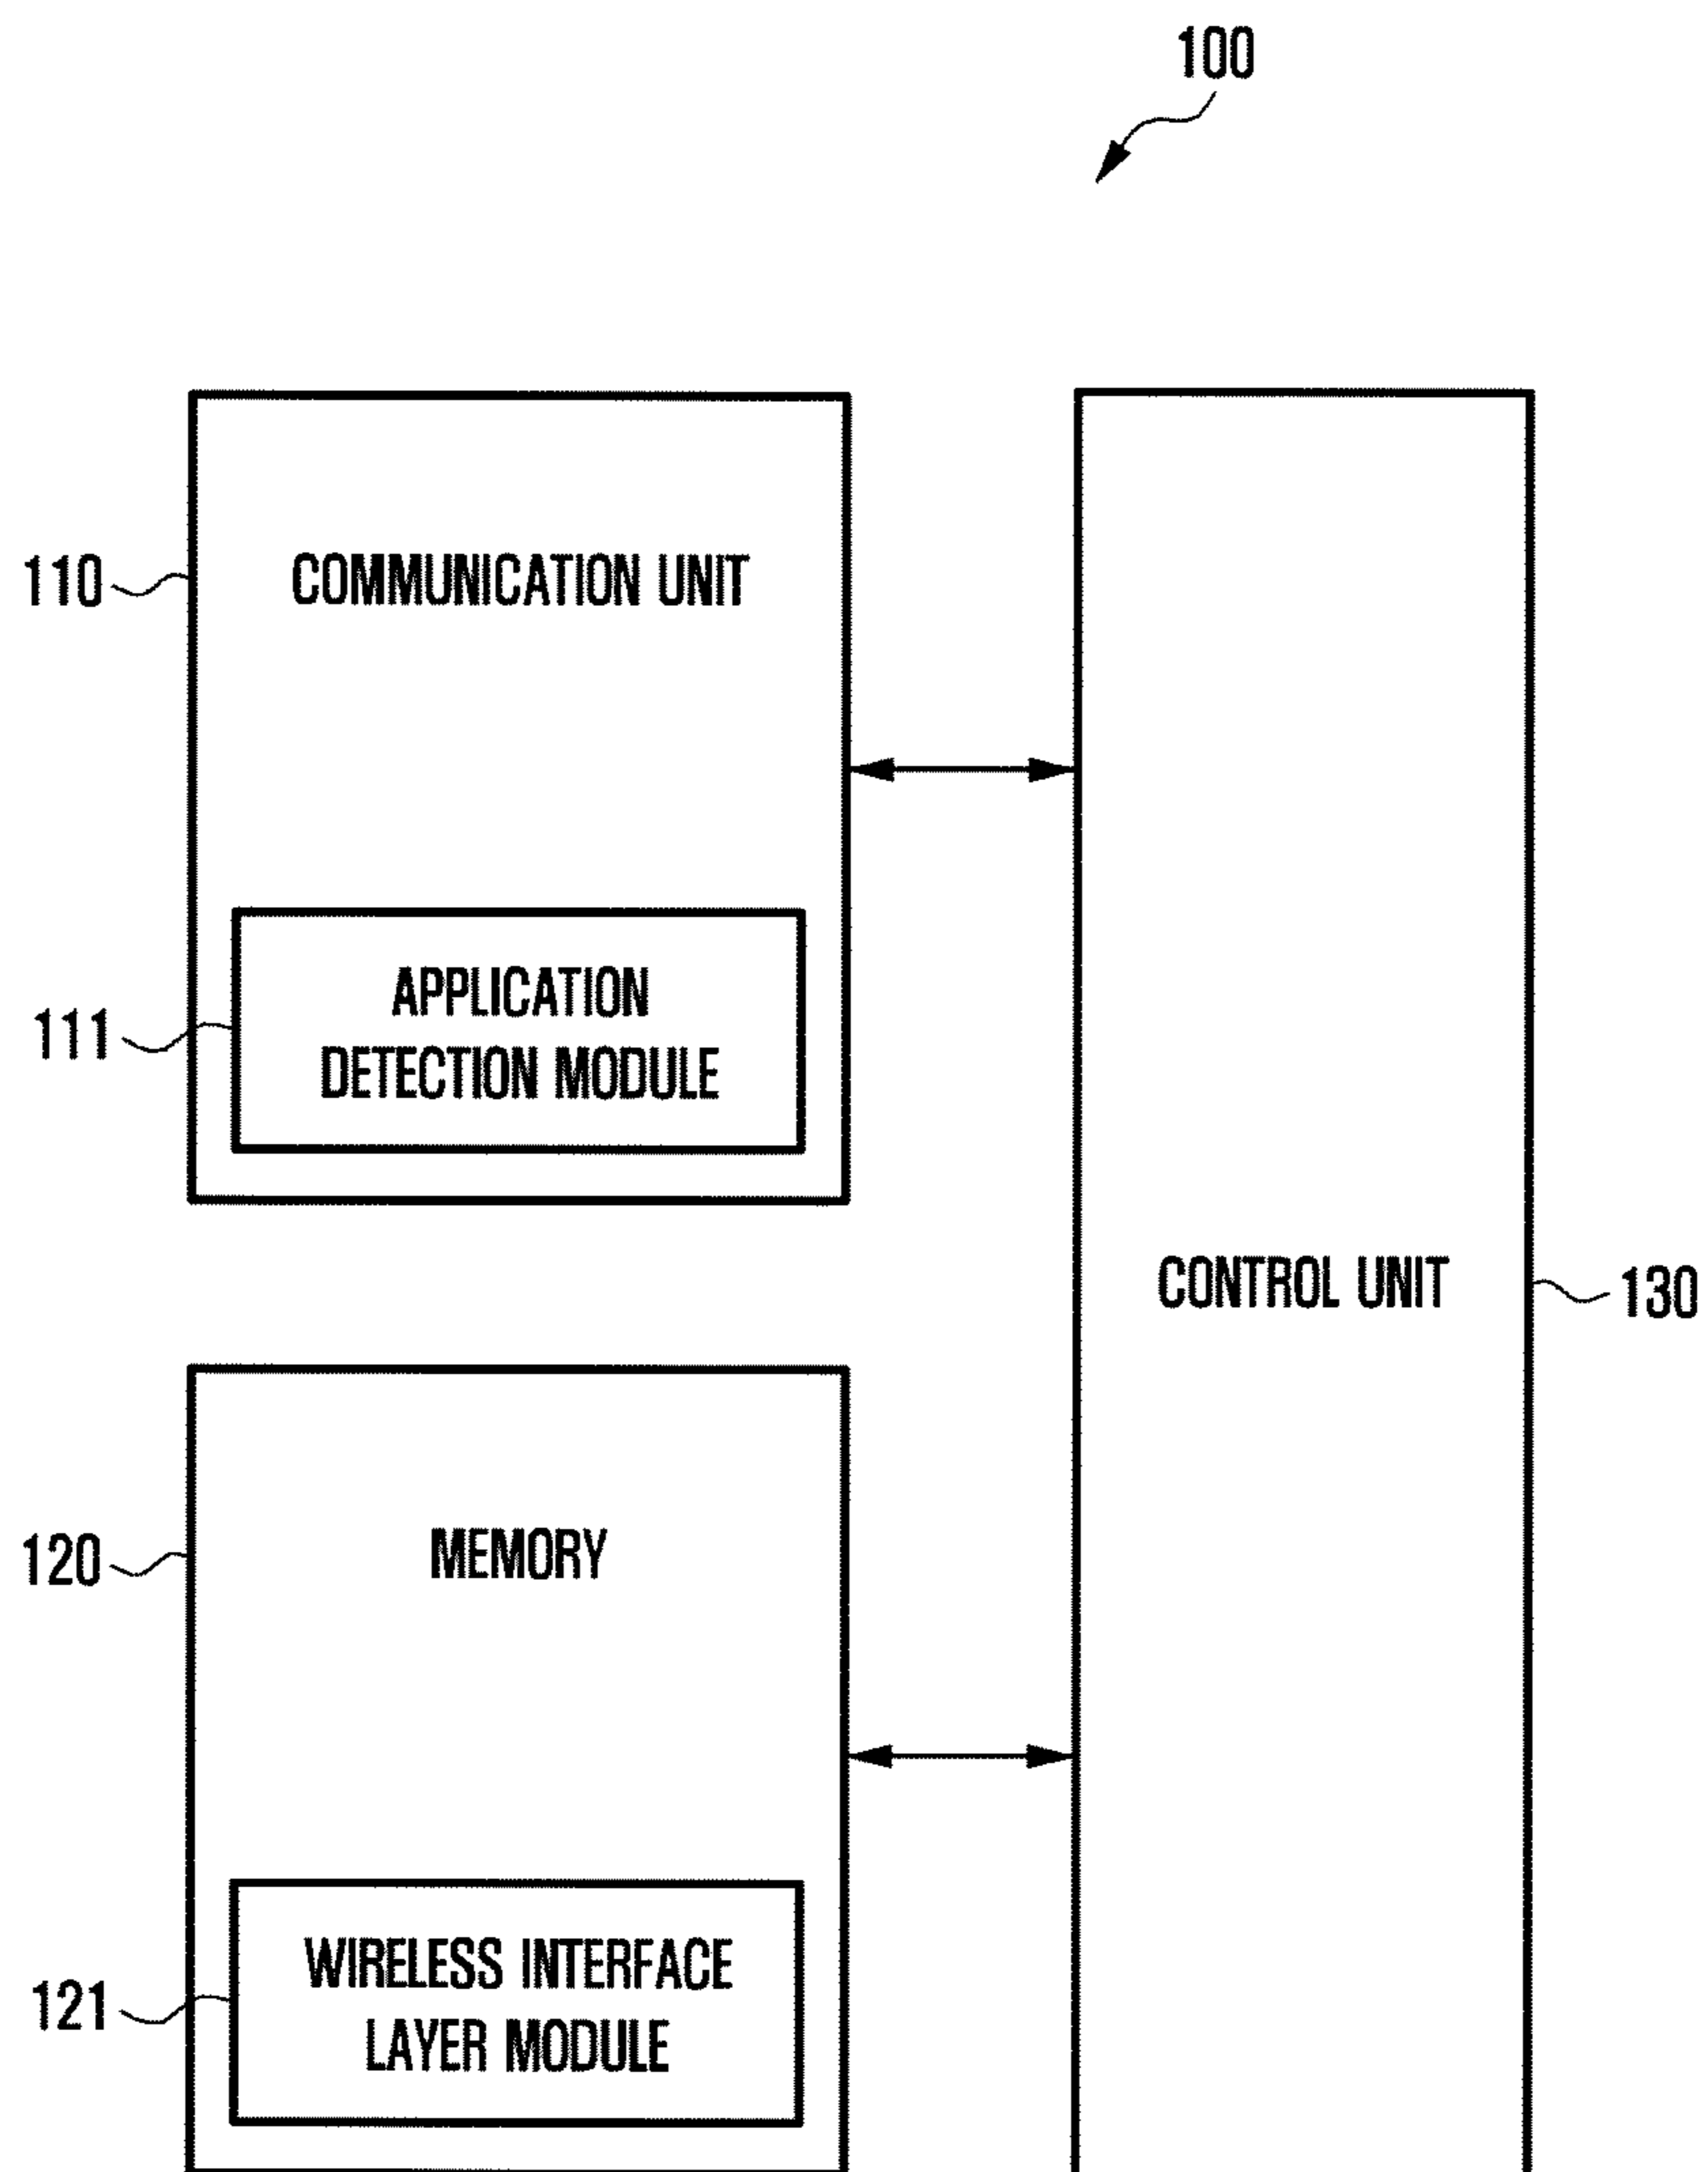 100
110
COMMUNICATION UNIT
111
APPLICATION
DETECTION MODULE
CONTROL UNIT
130
120
MEMORY
121
WIRELESS INTERFACE
LAYER MODULE